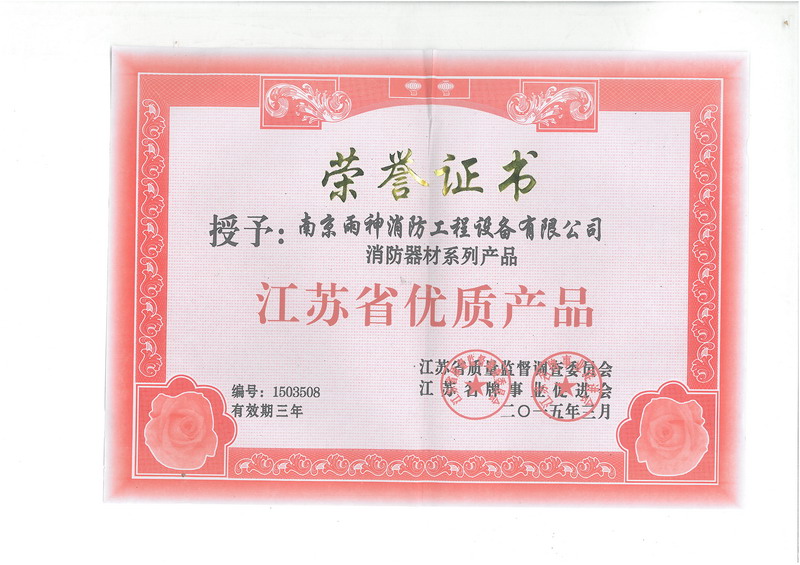 荣誉证书
授予：南京雨神消防工程设备有限公司
消防器材系列产品
江苏省优质产品
江苏省质量监督调查委员会
江苏名牌事业促进会
编号：1503508
有效期三年
二〇一五年三月